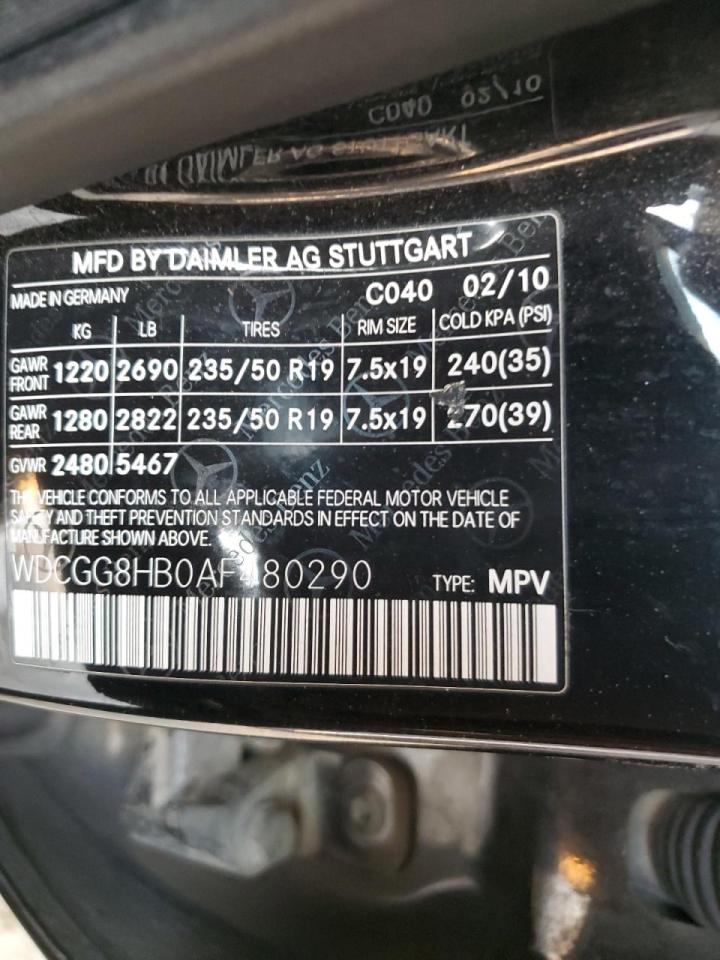 C040 02/10
MFD BY DAIMLER AG STUTTGART
MADE IN GERMANY C040 02/10
KG LB TIRES RIM SIZE COLD KPA (PSI)
GAWR FRONT 1220 2690 235/50 R19 7.5x19 240(35)
GAWR REAR 1280 2822 235/50 R19 7.5x19 270(39)
GVWR 2480 5467
THIS VEHICLE CONFORMS TO ALL APPLICABLE FEDERAL MOTOR VEHICLE
SAFETY AND THEFT PREVENTION STANDARDS IN EFFECT ON THE DATE OF
MANUFACTURE SHOWN ABOVE.
WDCGG8HB0AF480290 TYPE: MPV
Mercedes Benz